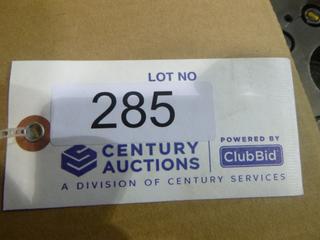 LOT NO
285
CENTURY
AUCTIONS
POWERED BY
ClubBid
A DIVISION OF CENTURY SERVICES